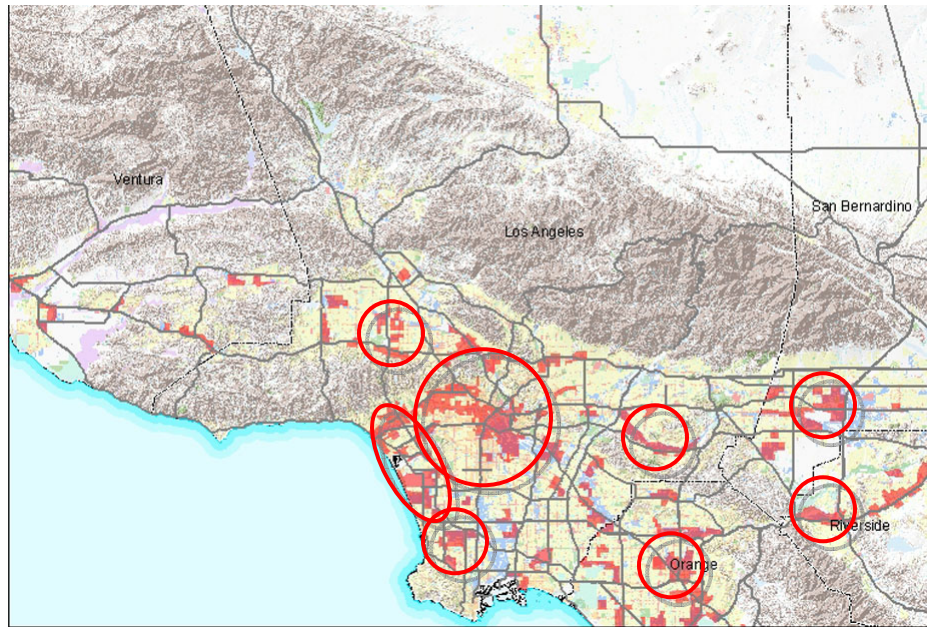 Ventura
San Bernardino
Los Angeles
Riverside
Orange